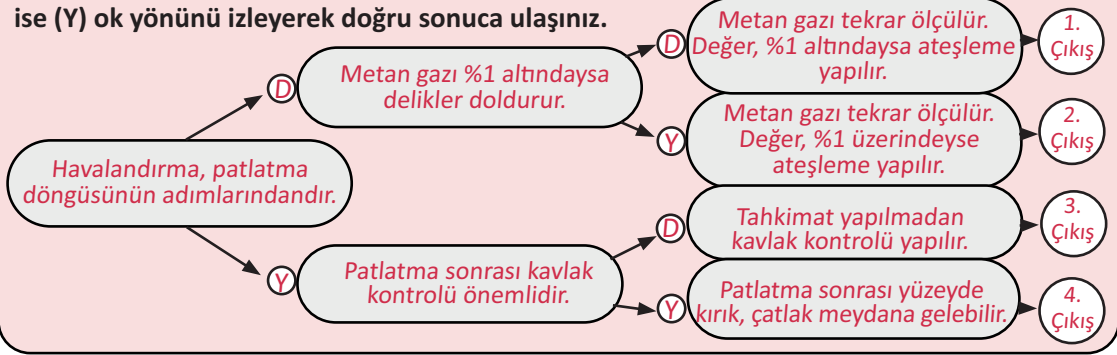 ise (Y) ok yönünü izleyerek doğru sonuca ulaşınız.
Havalandırma, patlatma
döngüsünün adımlarındandır.
D
Metan gazı %1 altındaysa
delikler doldurur.
D
Metan gazı tekrar ölçülür.
Değer, %1 altındaysa ateşleme
yapılır.
1.
Çıkış
Y
Metan gazı tekrar ölçülür.
Değer, %1 üzerindeyse
ateşleme yapılır.
2.
Çıkış
Y
Patlatma sonrası kavlak
kontrolü önemlidir.
D
Tahkimat yapılmadan
kavlak kontrolü yapılır.
3.
Çıkış
Y
Patlatma sonrası yüzeyde
kırık, çatlak meydana gelebilir.
4.
Çıkış